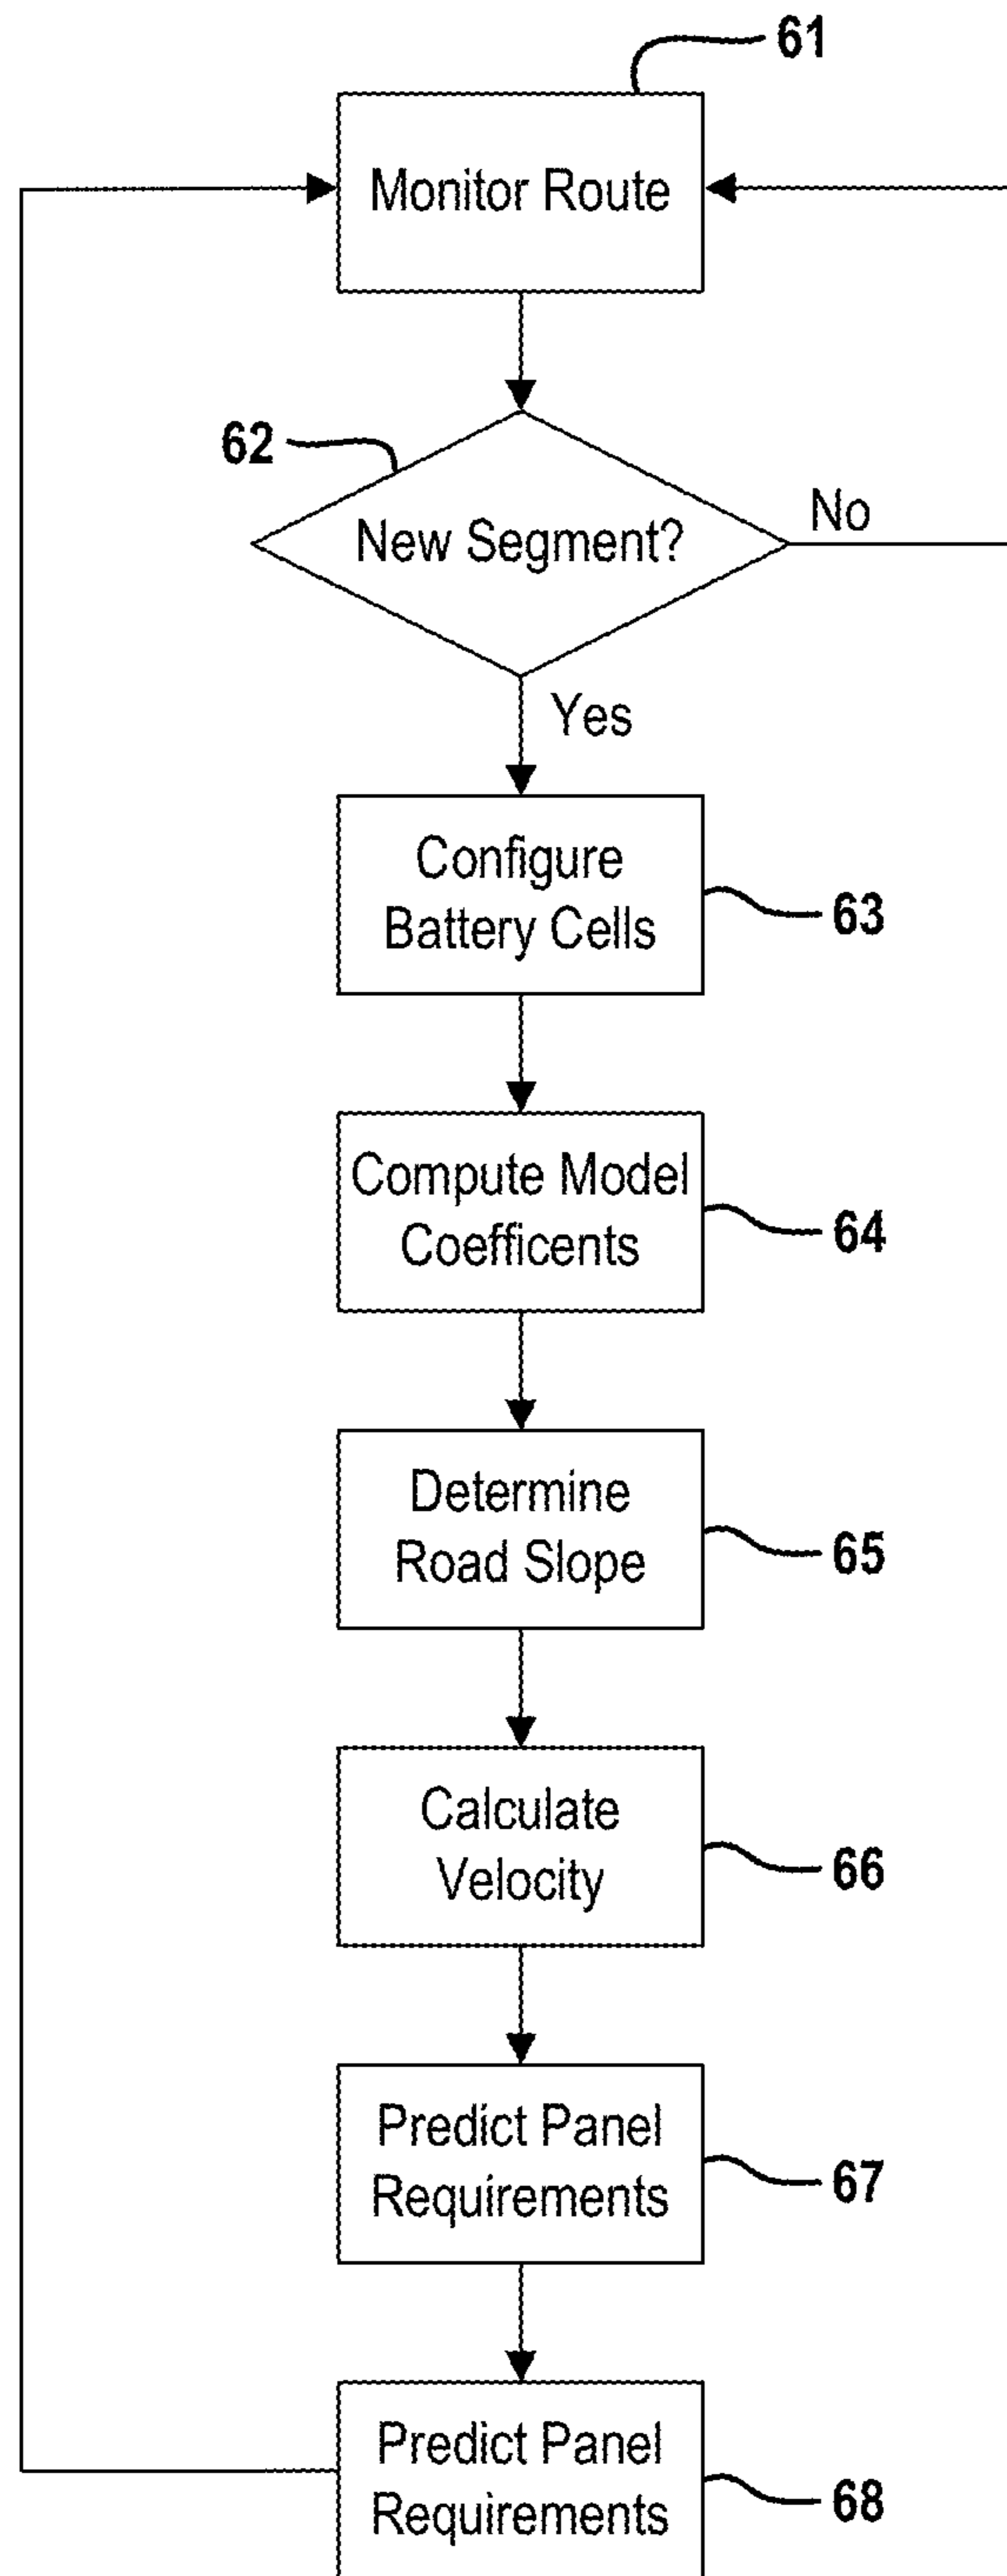 61
Monitor Route
62
New Segment?
No
Yes
Configure
Battery Cells
63
Compute Model
Coefficents
64
Determine
Road Slope
65
Calculate
Velocity
66
Predict Panel
Requirements
67
Predict Panel
Requirements
68